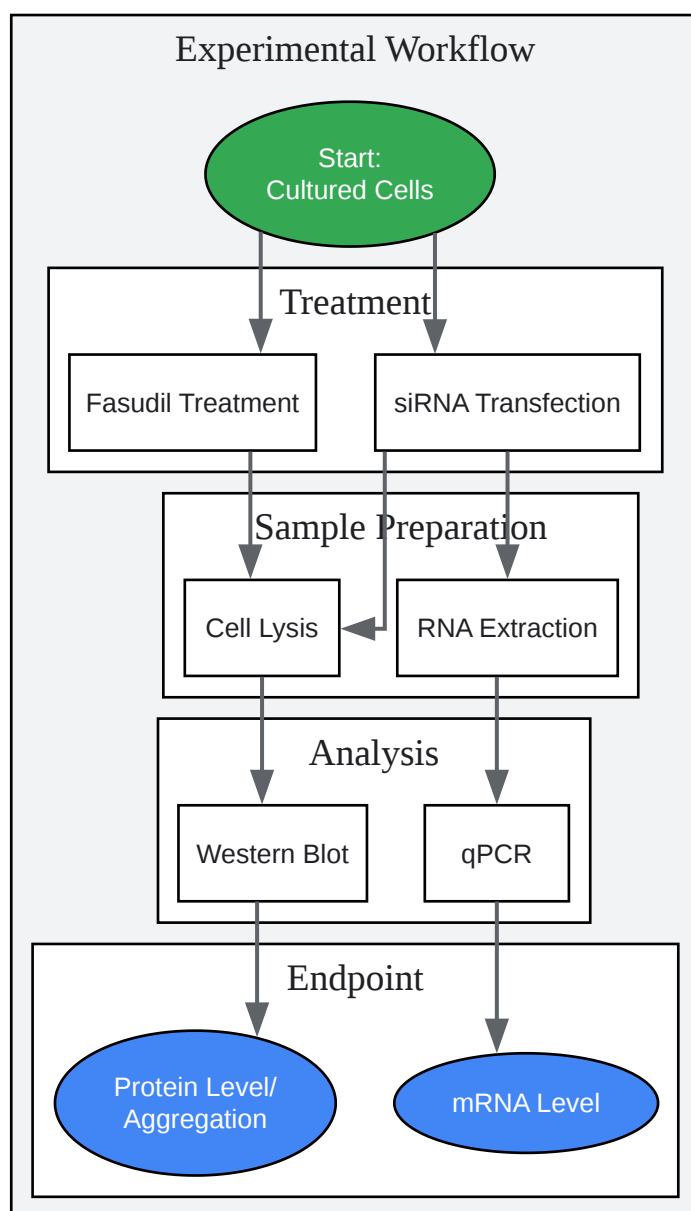 Experimental Workflow
Start:
Cultured Cells
Treatment
Fasudil Treatment
siRNA Transfection
Sample Preparation
Cell Lysis
RNA Extraction
Analysis
Western Blot
qPCR
Endpoint
Protein Level/
Aggregation
mRNA Level